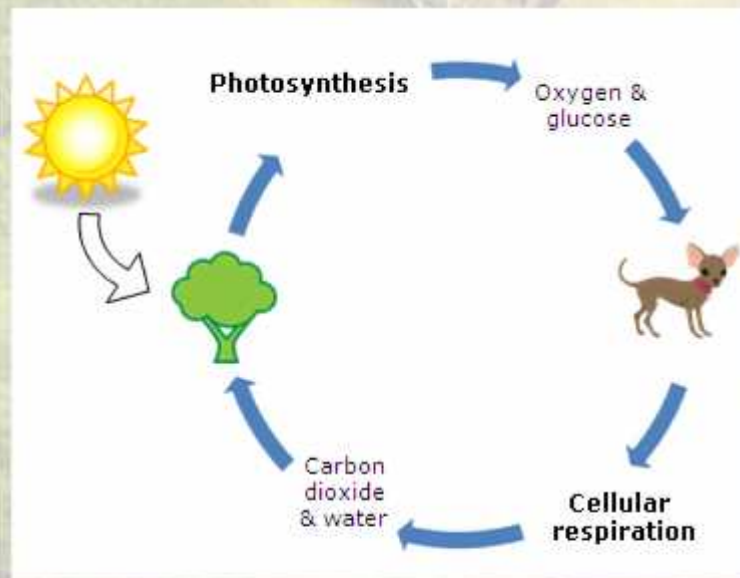 Photosynthesis
Oxygen &
glucose
Carbon
dioxide
& water
Cellular
respiration